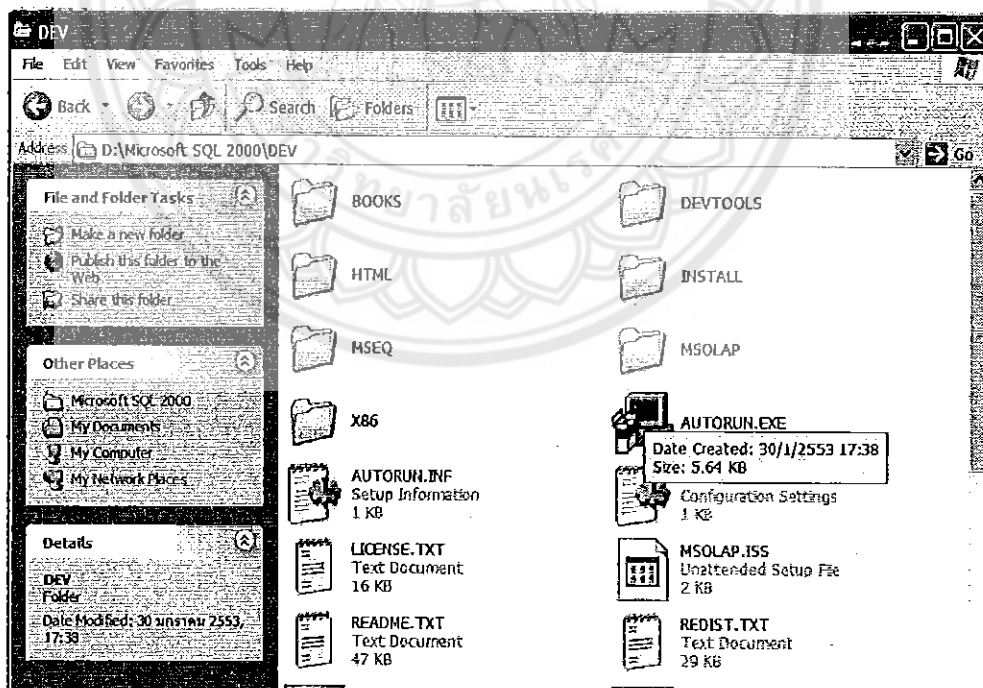 DEV
File Edit View Favorites Tools Help
Back Search Folders
Address D:\Microsoft SQL 2000\DEV Go
File and Folder Tasks
Make a new folder
Publish this folder to the
Web
Share this folder
Other Places
Microsoft SQL 2000
My Documents
My Computer
My Network Places
Details
DEV
Folder
Date Modified: 30 มกราคม 2553,
17:38
BOOKS
DEVTOOLS
HTML
INSTALL
MSEQ
MSOLAP
X86
AUTORUN.EXE
Date Created: 30/1/2553 17:38
Size: 5.64 KB
AUTORUN.INF
Setup Information
1 KB
Configuration Settings
1 KB
LICENSE.TXT
Text Document
16 KB
MSOLAP.ISS
Unattended Setup File
2 KB
README.TXT
Text Document
47 KB
REDIST.TXT
Text Document
29 KB